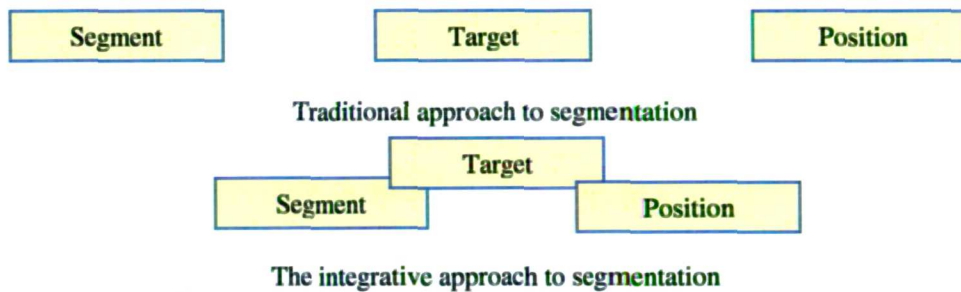 Segment Target Position
Traditional approach to segmentation
Target
Segment Position
The integrative approach to segmentation